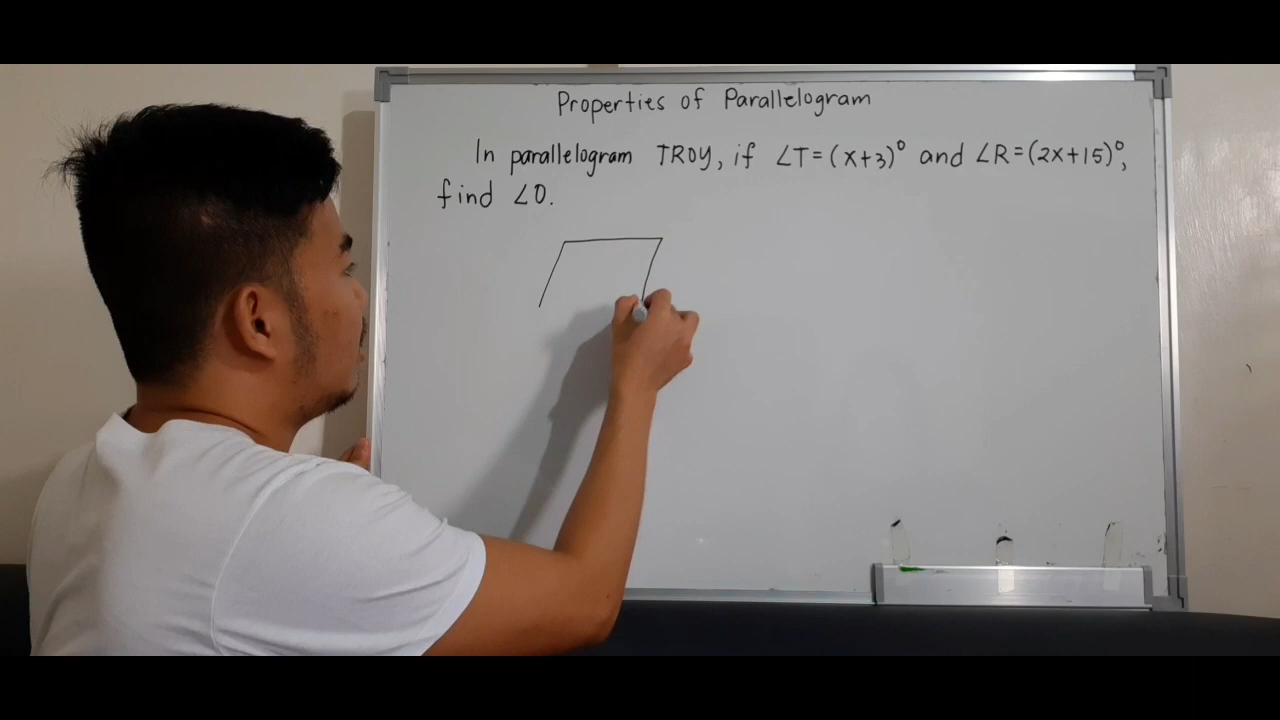 Properties of Parallelogram
In parallelogram TROY, if ∠T=(x+3)° and ∠R=(2x+15)°,
find ∠O.